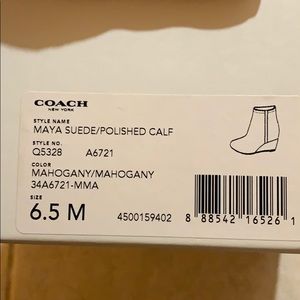 COACH
NEW YORK
STYLE NAME
MAYA SUEDE/POLISHED CALF
STYLE NO.
Q5328 A6721
COLOR
MAHOGANY/MAHOGANY
34A6721-MMA
SIZE
6.5 M
4500159402
8 88542 16526 1